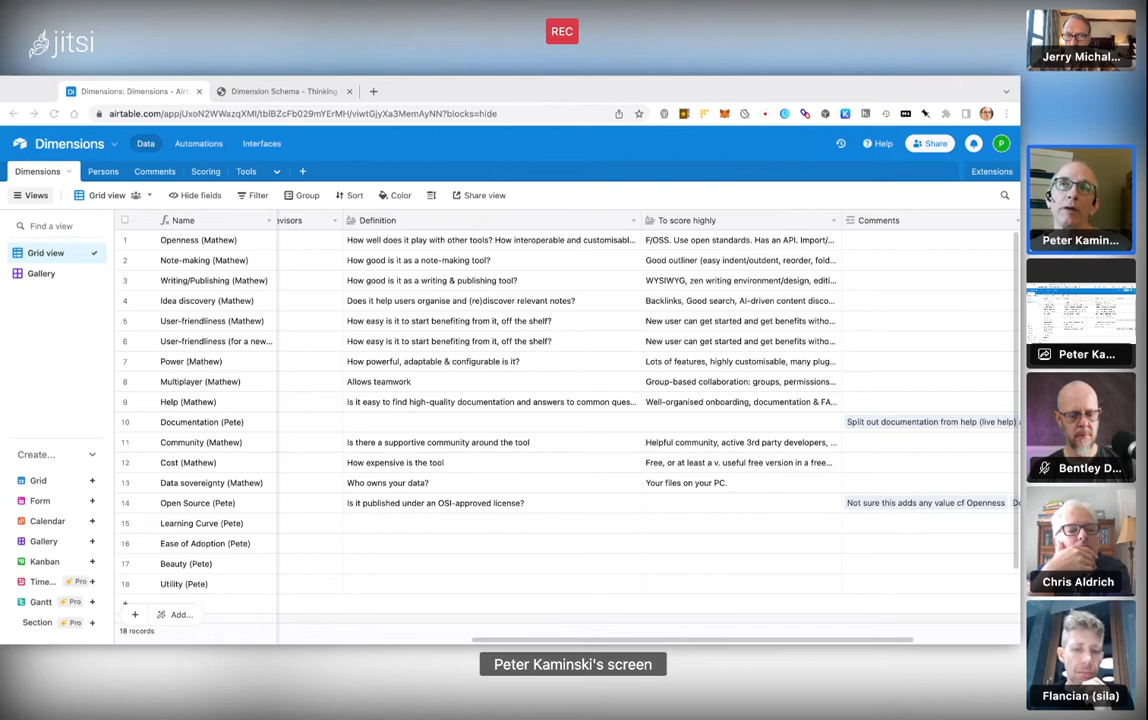 jitsi
REC
Dimensions: Dimensions - Airt
Dimension Schema - Thinking
airtable.com/appjUxoN2WWazqXMl/tblBZcFb029mYErMH/viwtGjyXa3MemAyNN?blocks=hide
Dimensions
Data
Automations
Interfaces
Help
Share
P
Dimensions
Persons
Comments
Scoring
Tools
Extensions
Views
Grid view
Hide fields
Filter
Group
Sort
Color
Share view
Find a view
Grid view
Gallery
Create...
Grid
Form
Calendar
Gallery
Kanban
Time... Pro
Gantt Pro
Section Pro
Name
evisors
Definition
To score highly
Comments
1 Openness (Mathew) How well does it play with other tools? How interoperable and customisabl... F/OSS. Use open standards. Has an API. Import/...
2 Note-making (Mathew) How good is it as a note-making tool? Good outliner (easy indent/outdent, reorder, fold...
3 Writing/Publishing (Mathew) How good is it as a writing & publishing tool? WYSIWYG, zen writing environment/design, editi...
4 Idea discovery (Mathew) Does it help users organise and (re)discover relevant notes? Backlinks, Good search, AI-driven content disco...
5 User-friendliness (Mathew) How easy is it to start benefiting from it, off the shelf? New user can get started and get benefits witho...
6 User-friendliness (for a new... How easy is it to start benefiting from it, off the shelf? New user can get started and get benefits witho...
7 Power (Mathew) How powerful, adaptable & configurable is it? Lots of features, highly customisable, many plug...
8 Multiplayer (Mathew) Allows teamwork Group-based collaboration: groups, permissions...
9 Help (Mathew) Is it easy to find high-quality documentation and answers to common ques... Well-organised onboarding, documentation & FA...
10 Documentation (Pete) Split out documentation from help (live help) a
11 Community (Mathew) Is there a supportive community around the tool Helpful community, active 3rd party developers, ...
12 Cost (Mathew) How expensive is the tool Free, or at least a v. useful free version in a free...
13 Data sovereignty (Mathew) Who owns your data? Your files on your PC.
14 Open Source (Pete) Is it published under an OSI-approved license? Not sure this adds any value cf Openness Do
15 Learning Curve (Pete)
16 Ease of Adoption (Pete)
17 Beauty (Pete)
18 Utility (Pete)
Add...
18 records
Peter Kaminski's screen
Jerry Michal...
Peter Kamin...
Peter Ka...
Bentley D...
Chris Aldrich
Flancian (sila)